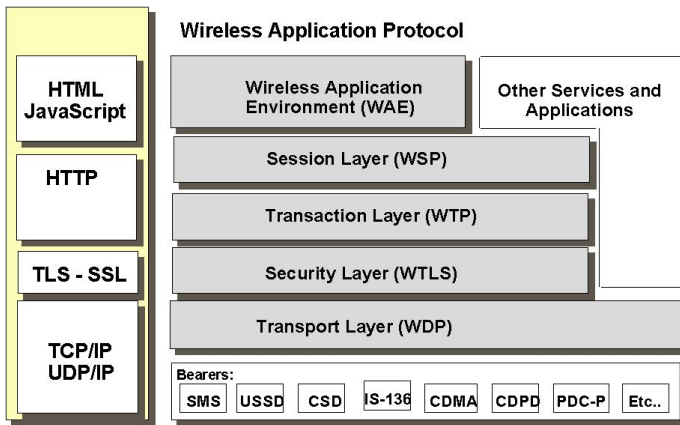 Wireless Application Protocol
HTML
JavaScript
HTTP
TLS - SSL
TCP/IP
UDP/IP
Wireless Application
Environment (WAE)
Other Services and
Applications
Session Layer (WSP)
Transaction Layer (WTP)
Security Layer (WTLS)
Transport Layer (WDP)
Bearers:
SMS
USSD
CSD
IS-136
CDMA
CDPD
PDC-P
Etc..